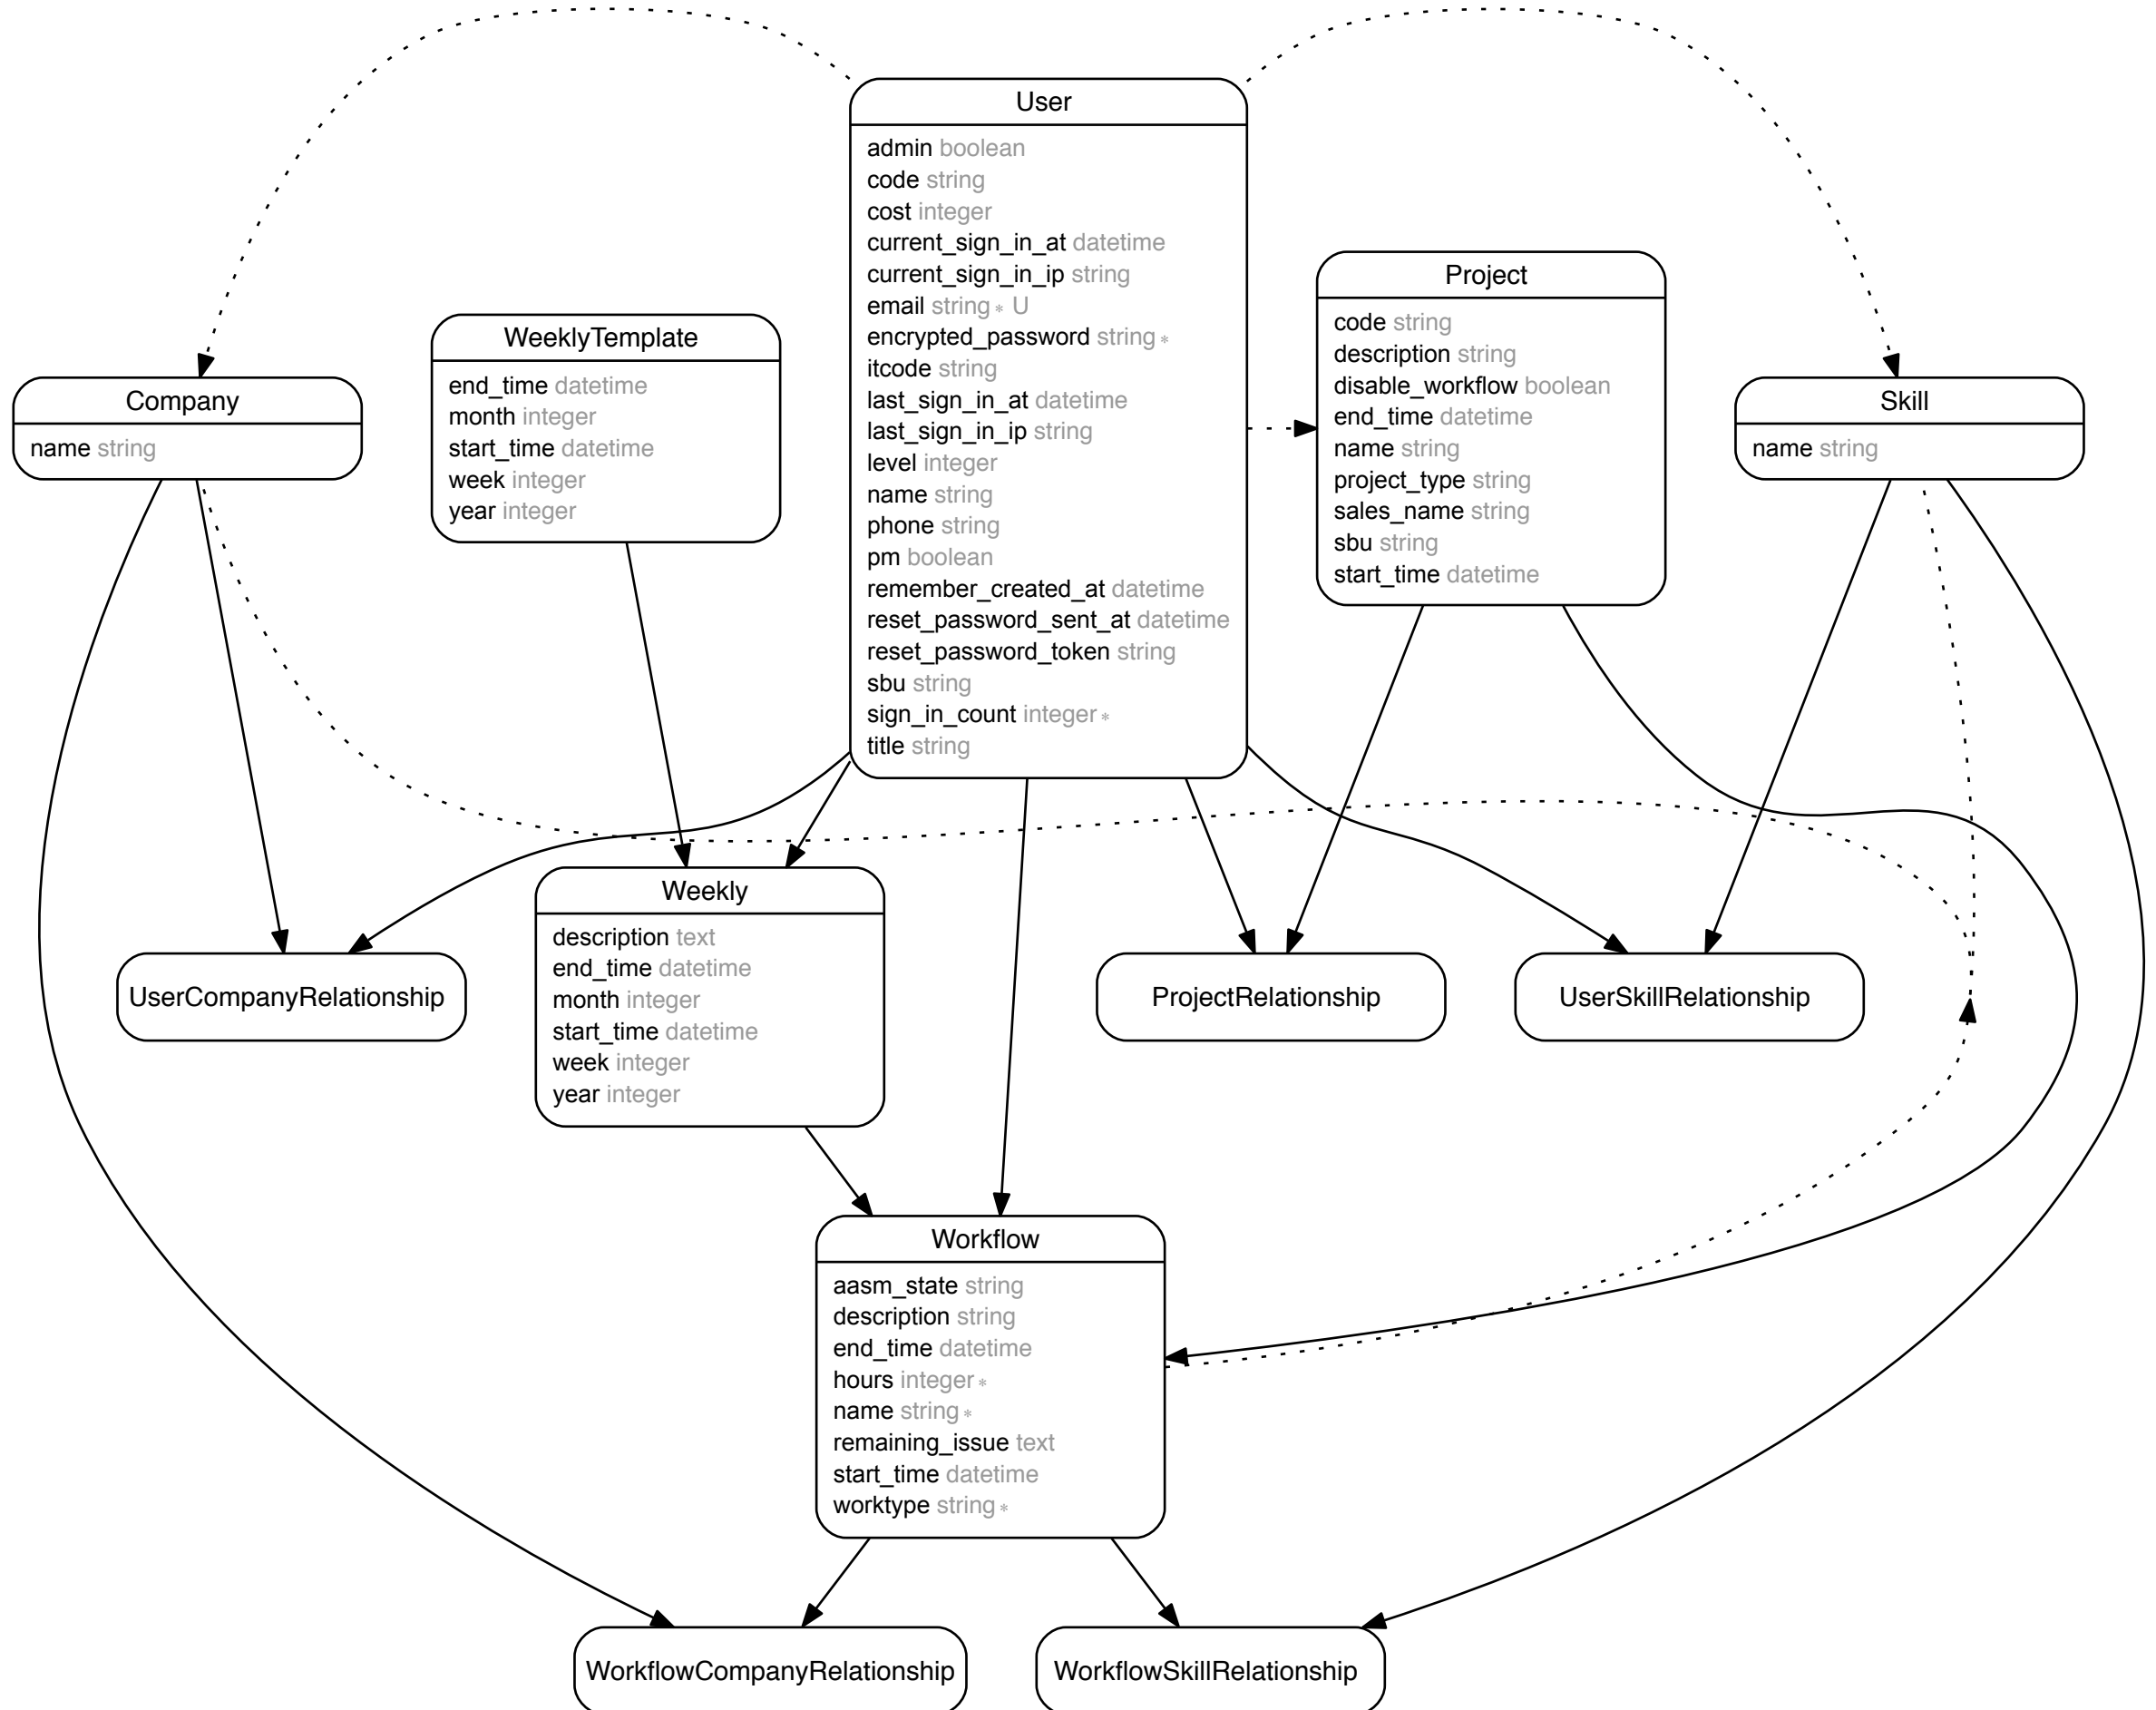 User
admin boolean
code string
cost integer
current_sign_in_at datetime
current_sign_in_ip string
email string* U
encrypted_password string*
itcode string
last_sign_in_at datetime
last_sign_in_ip string
level integer
name string
phone string
pm boolean
remember_created_at datetime
reset_password_sent_at datetime
reset_password_token string
sbu string
sign_in_count integer*
title string
Project
code string
description string
disable_workflow boolean
end_time datetime
name string
project_type string
sales_name string
sbu string
start_time datetime
WeeklyTemplate
end_time datetime
month integer
start_time datetime
week integer
year integer
Company
name string
Skill
name string
Weekly
description text
end_time datetime
month integer
start_time datetime
week integer
year integer
UserCompanyRelationship
ProjectRelationship
UserSkillRelationship
Workflow
aasm_state string
description string
end_time datetime
hours integer*
name string*
remaining_issue text
start_time datetime
worktype string*
WorkflowCompanyRelationship
WorkflowSkillRelationship